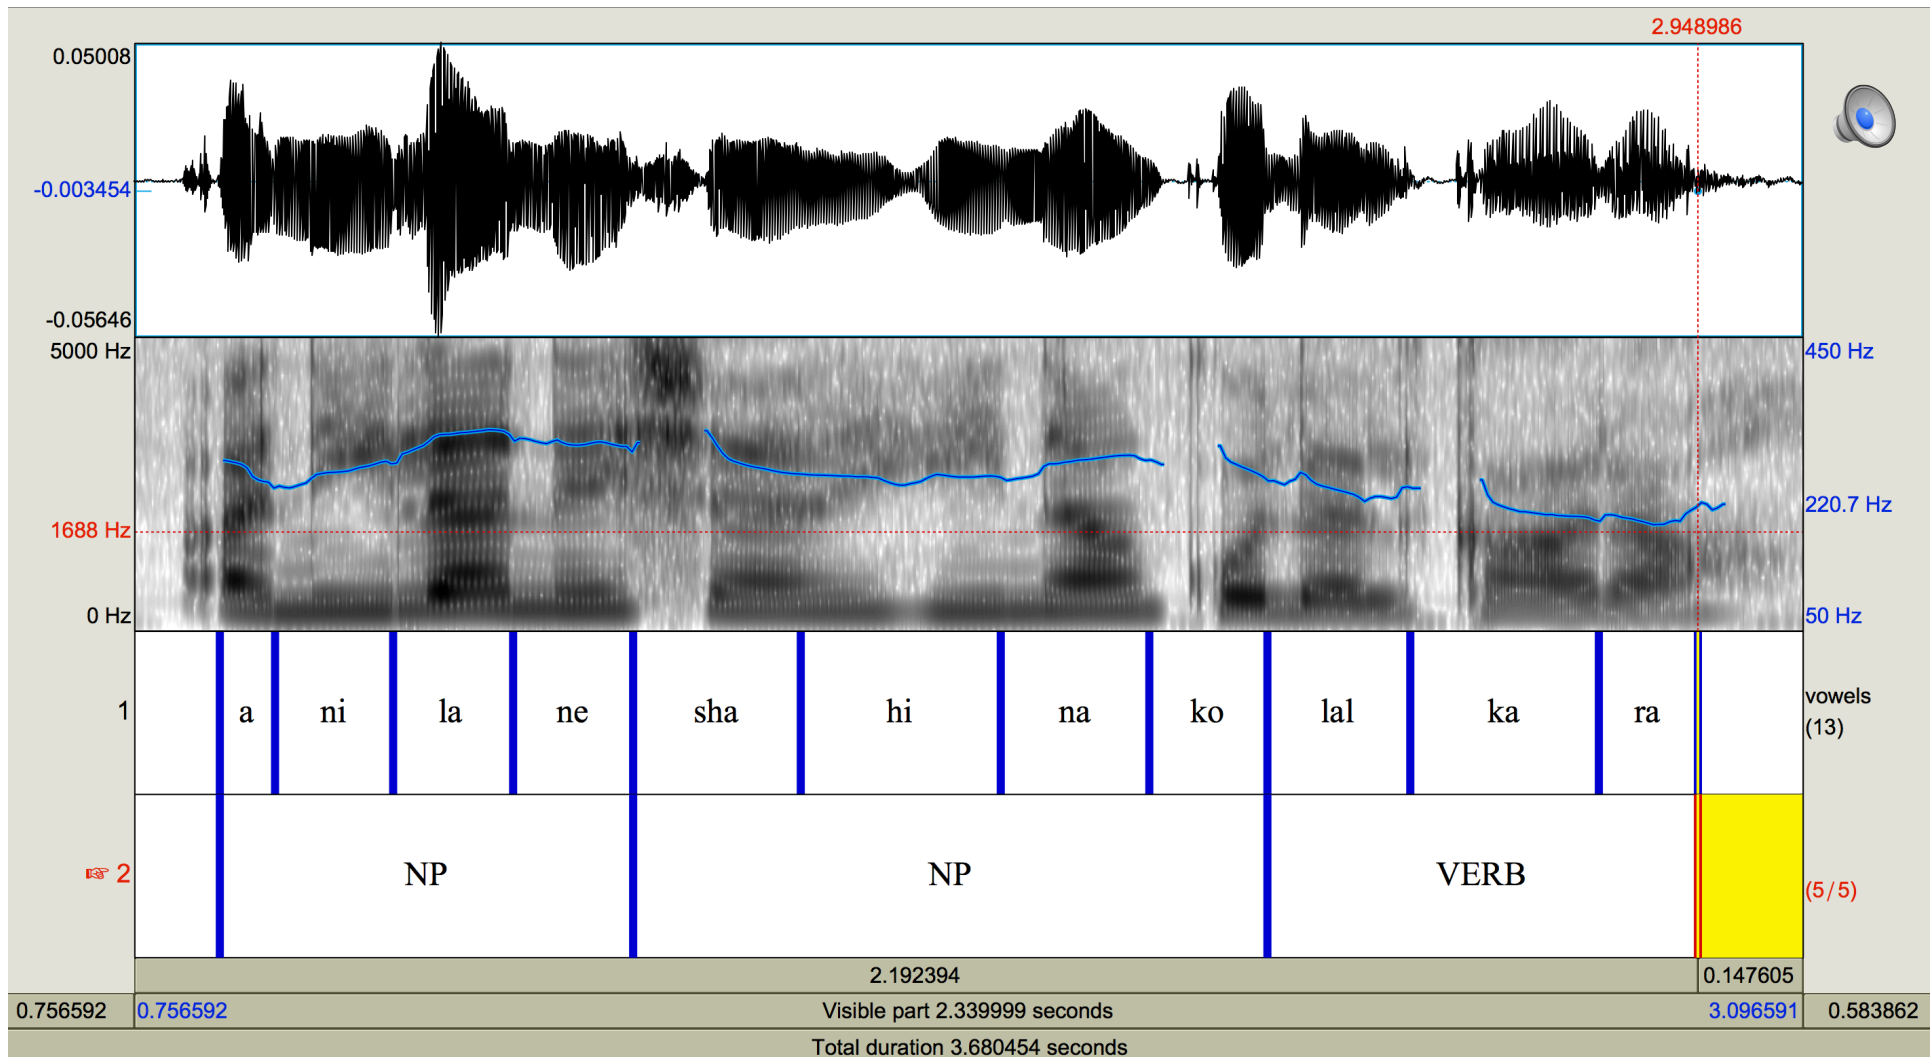 2.948986
0.05008
-0.003454
-0.05646
5000 Hz 450 Hz
220.7 Hz
1688 Hz
0 Hz 50 Hz
1 a ni la ne sha hi na ko lal ka ra vowels
(13)
2 NP NP VERB (5/5)
2.192394 0.147605
0.756592 0.756592 Visible part 2.339999 seconds 3.096591 0.583862
Total duration 3.680454 seconds